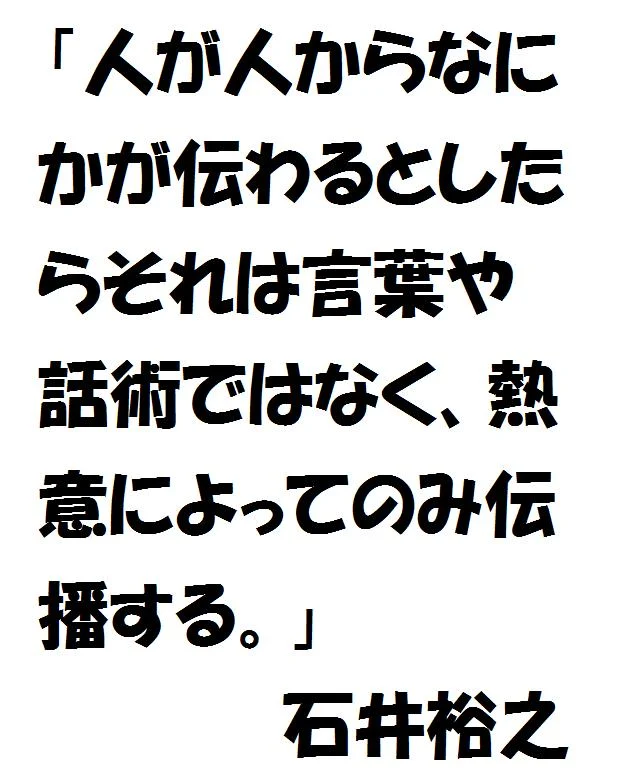 「人が人からなに
かが伝わるとした
らそれは言葉や
話術ではなく、熱
意によってのみ伝
播する。」
石井裕之